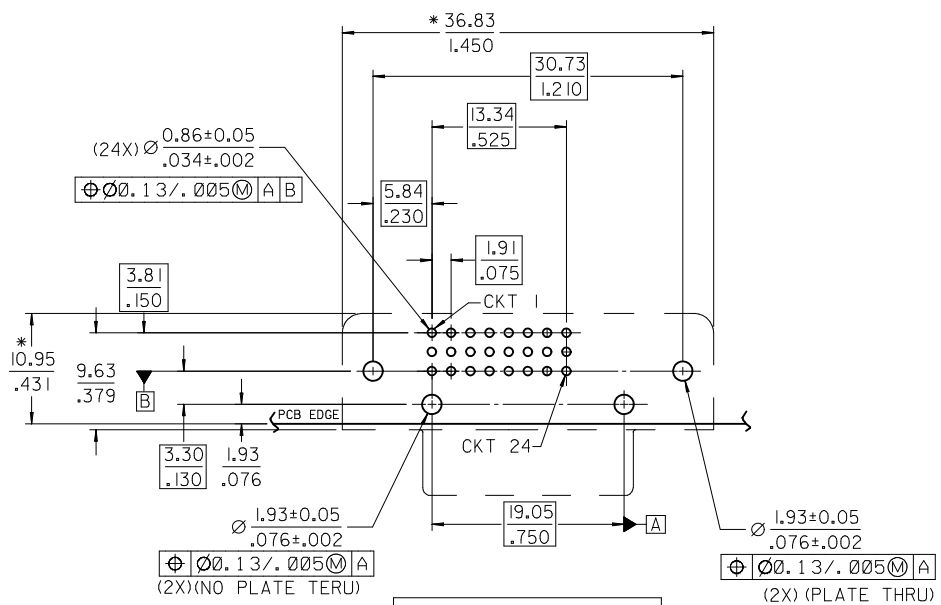 * 36.83
1.450
30.73
1.210
13.34
.525
(24X) Ø 0.86±0.05
.034±.002
⌖ Ø0.13/.005Ⓜ A B
5.84
.230
1.91
.075
3.81
.150
CKT 1
*
10.95
.431
9.63
.379
B
PCB EDGE
CKT 24
3.30
.130
1.93
.076
19.05
.750
A
Ø 1.93±0.05
.076±.002
⌖ Ø0.13/.005Ⓜ A
(2X)(NO PLATE TERU)
Ø 1.93±0.05
.076±.002
⌖ Ø0.13/.005Ⓜ A
(2X) (PLATE THRU)